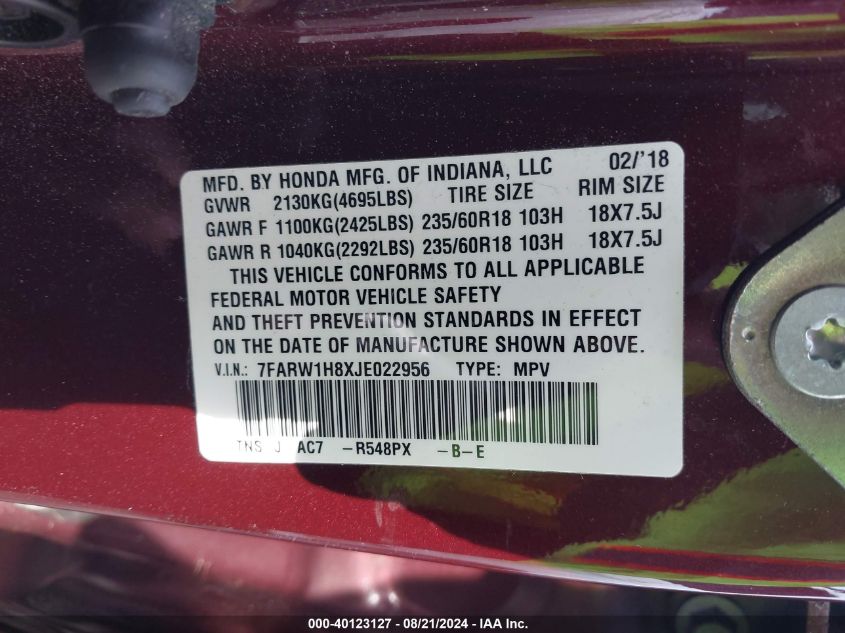 MFD. BY HONDA MFG. OF INDIANA, LLC 02/'18
GVWR 2130KG(4695LBS) TIRE SIZE RIM SIZE
GAWR F 1100KG(2425LBS) 235/60R18 103H 18X7.5J
GAWR R 1040KG(2292LBS) 235/60R18 103H 18X7.5J
THIS VEHICLE CONFORMS TO ALL APPLICABLE
FEDERAL MOTOR VEHICLE SAFETY
AND THEFT PREVENTION STANDARDS IN EFFECT
ON THE DATE OF MANUFACTURE SHOWN ABOVE.
V.I.N.: 7FARW1H8XJE022956 TYPE: MPV
TNS J AC7 -R548PX -B-E
000-40123127 - 08/21/2024 - IAA Inc.